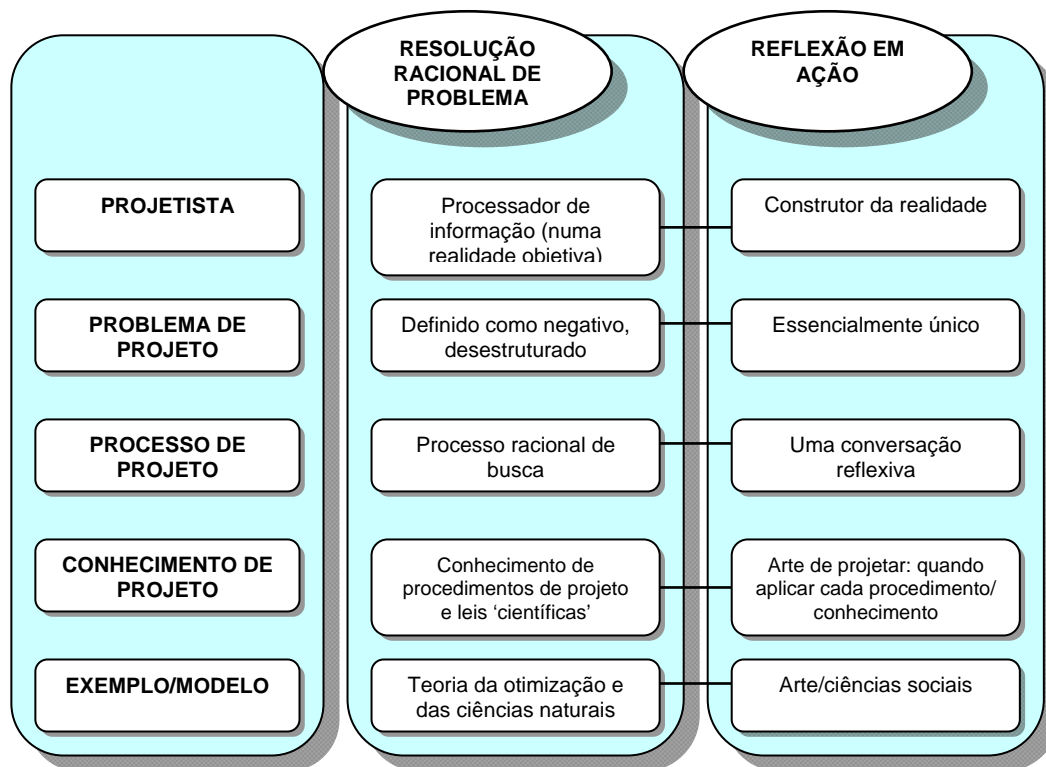 RESOLUÇÃO
RACIONAL DE
PROBLEMA
REFLEXÃO EM
AÇÃO
PROJETISTA
Processador de
informação (numa
realidade objetiva)
Construtor da realidade
PROBLEMA DE
PROJETO
Definido como negativo,
desestruturado
Essencialmente único
PROCESSO DE
PROJETO
Processo racional de
busca
Uma conversação
reflexiva
CONHECIMENTO DE
PROJETO
Conhecimento de
procedimentos de projeto
e leis ‘científicas’
Arte de projetar: quando
aplicar cada procedimento/
conhecimento
EXEMPLO/MODELO
Teoria da otimização e
das ciências naturais
Arte/ciências sociais